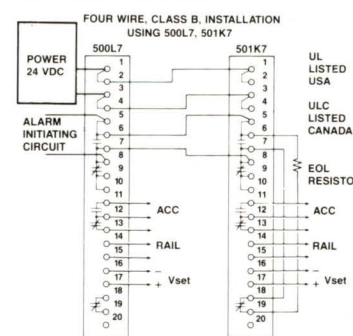 FOUR WIRE, CLASS B, INSTALLATION
USING 500L7, 501K7
500L7
501K7
POWER
24 VDC
ALARM
INITIATING
CIRCUIT
1
2
3
4
5
6
7
8
9
10
11
12
13
14
15
16
17
18
19
20
ACC
RAIL
−
+ Vset
1
2
3
4
5
6
7
8
9
10
11
12
13
14
15
16
17
18
19
20
UL
LISTED
USA
ULC
LISTED
CANADA
EOL
RESISTO
ACC
RAIL
−
+ Vset